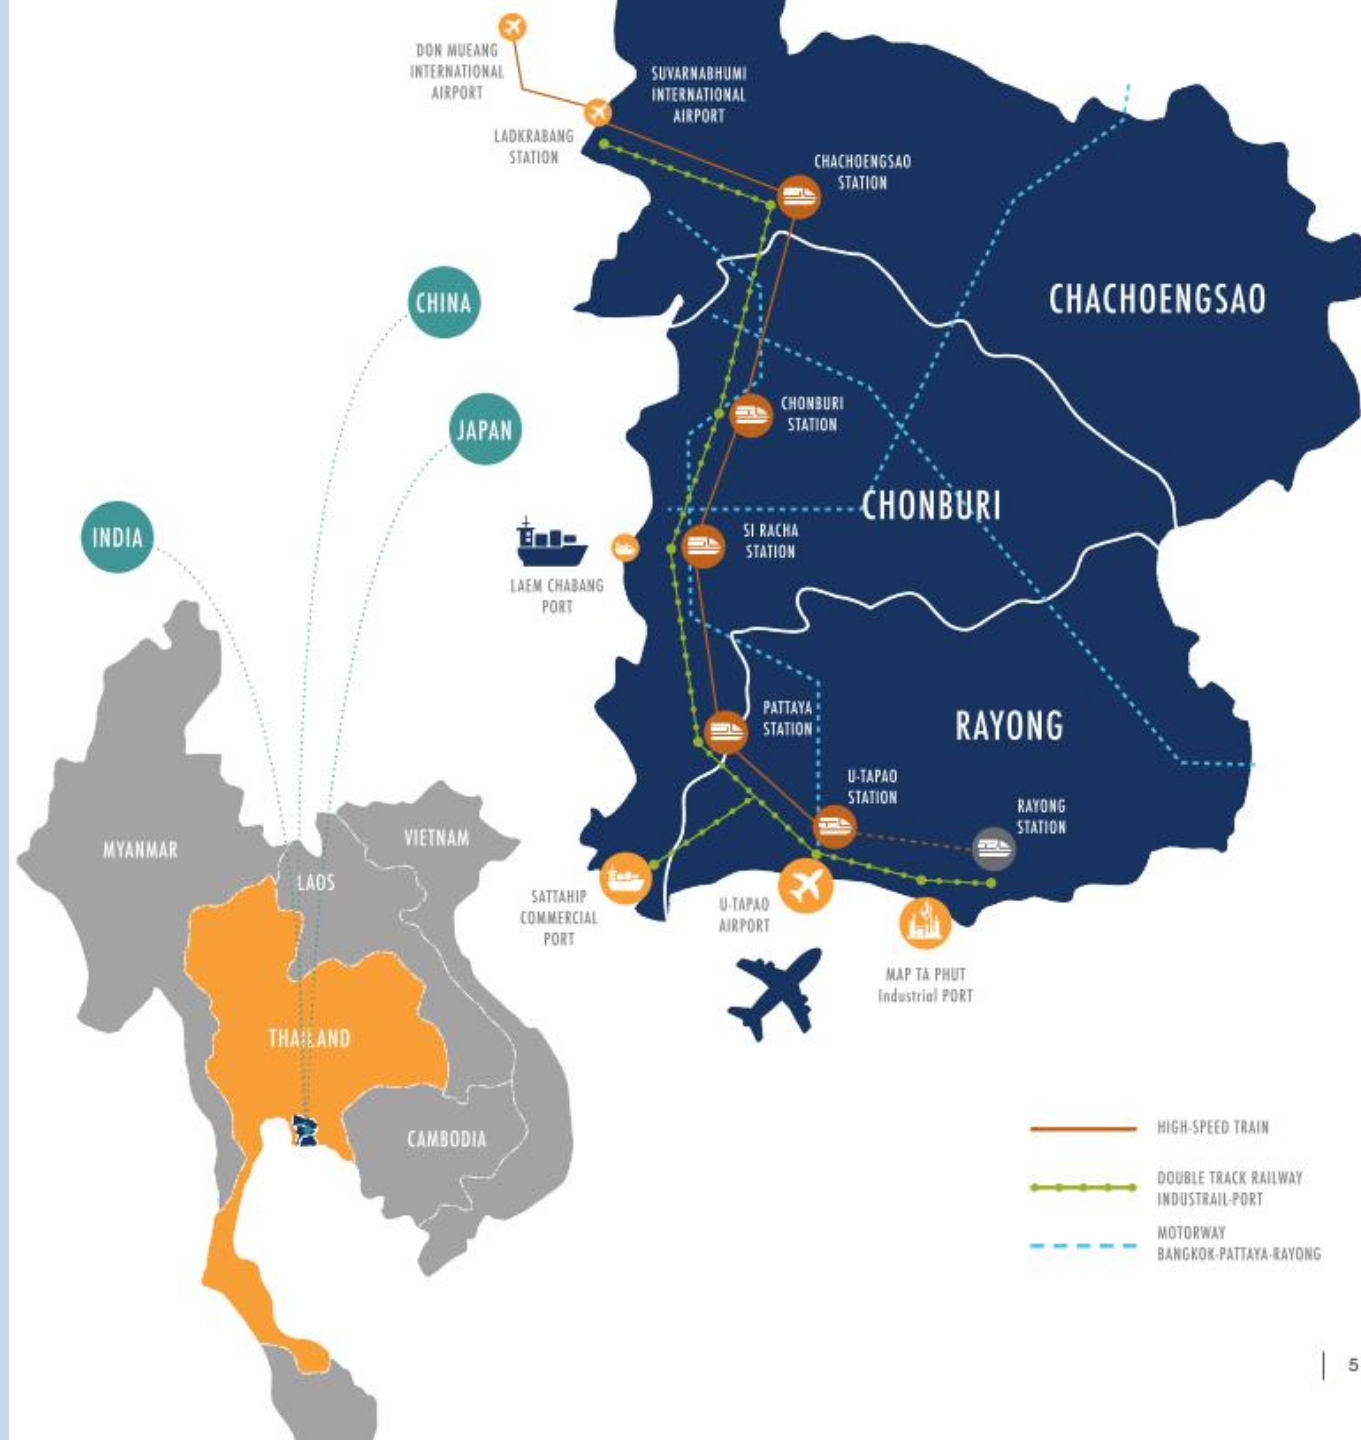 DON MUEANG
INTERNATIONAL
AIRPORT
SUVARNABHUMI
INTERNATIONAL
AIRPORT
LADKRABANG
STATION
CHACHOENGSAO
STATION
CHINA
CHACHOENGSAO
JAPAN
CHONBURI
STATION
INDIA
CHONBURI
SI RACHA
STATION
LAEM CHABANG
PORT
PATTAYA
STATION
RAYONG
U-TAPAO
STATION
RAYONG
STATION
MYANMAR
VIETNAM
LAOS
SATTAHIP
COMMERCIAL
PORT
U-TAPAO
AIRPORT
MAP TA PHUT
Industrial PORT
THAILAND
CAMBODIA
HIGH-SPEED TRAIN
DOUBLE TRACK RAILWAY
INDUSTRAIL-PORT
MOTORWAY
BANGKOK-PATTAYA-RAYONG
5